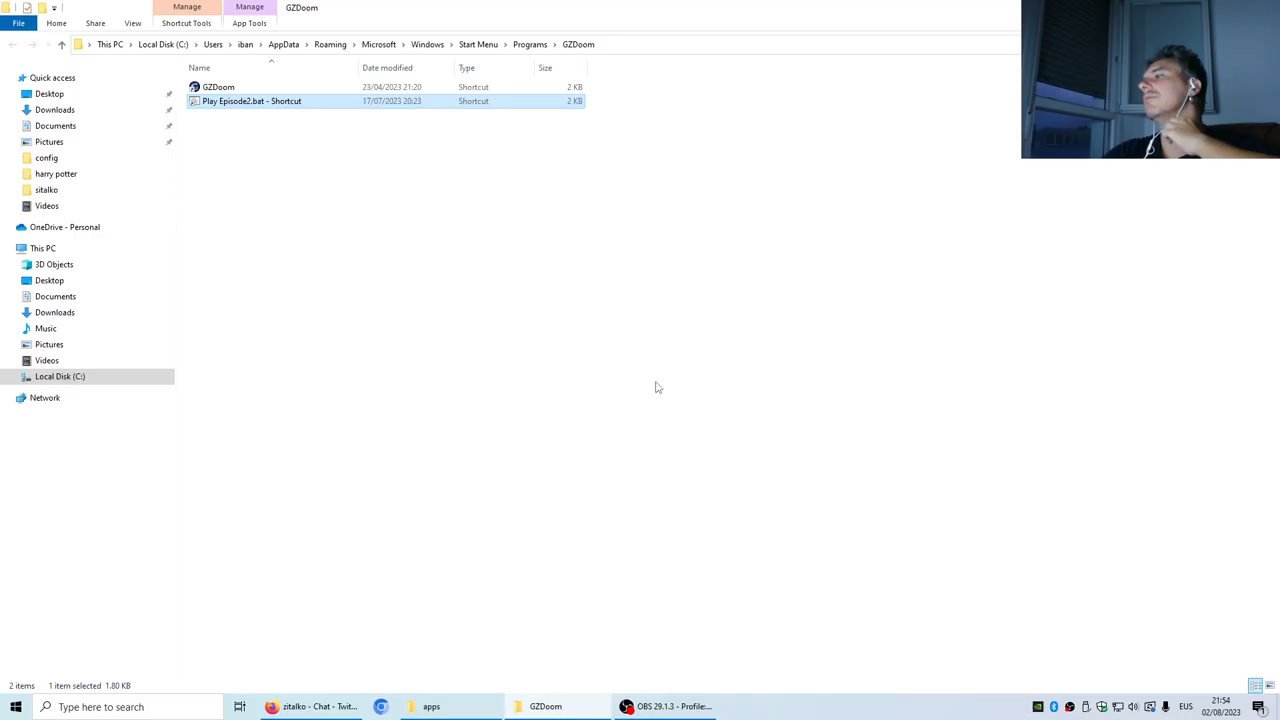 Manage
Manage
GZDoom
File
Home
Share
View
Shortcut Tools
App Tools
This PC
Local Disk (C:)
Users
iban
AppData
Roaming
Microsoft
Windows
Start Menu
Programs
GZDoom
Name
Date modified
Type
Size
GZDoom
23/04/2023 21:20
Shortcut
2 KB
Play Episode2.bat - Shortcut
17/07/2023 20:23
Shortcut
2 KB
Quick access
Desktop
Downloads
Documents
Pictures
config
harry potter
sitalko
Videos
OneDrive - Personal
This PC
3D Objects
Desktop
Documents
Downloads
Music
Pictures
Videos
Local Disk (C:)
Network
2 items
1 item selected 1.80 KB
Type here to search
zitalko - Chat - Twit...
apps
GZDoom
OBS 29.1.3 - Profile:...
EUS
21:54
02/08/2023
1